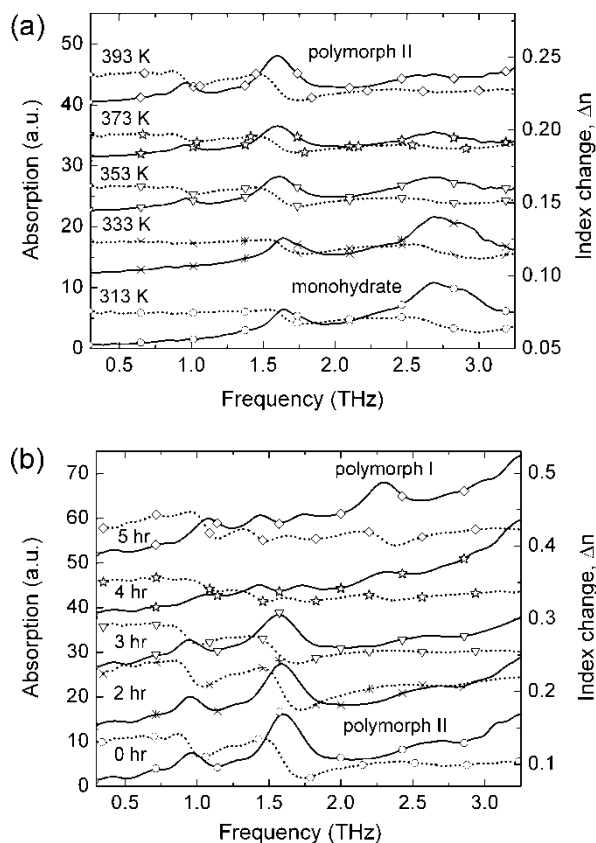 (a)
50
40
30
20
10
0
Absorption (a.u.)
393 K
polymorph II
373 K
353 K
333 K
monohydrate
313 K
0.25
0.20
0.15
0.10
0.05
Index change, Δn
0.5 1.0 1.5 2.0 2.5 3.0
Frequency (THz)
(b)
70
60
50
40
30
20
10
0
Absorption (a.u.)
polymorph I
5 hr
4 hr
3 hr
2 hr
polymorph II
0 hr
0.5
0.4
0.3
0.2
0.1
Index change, Δn
0.5 1.0 1.5 2.0 2.5 3.0
Frequency (THz)